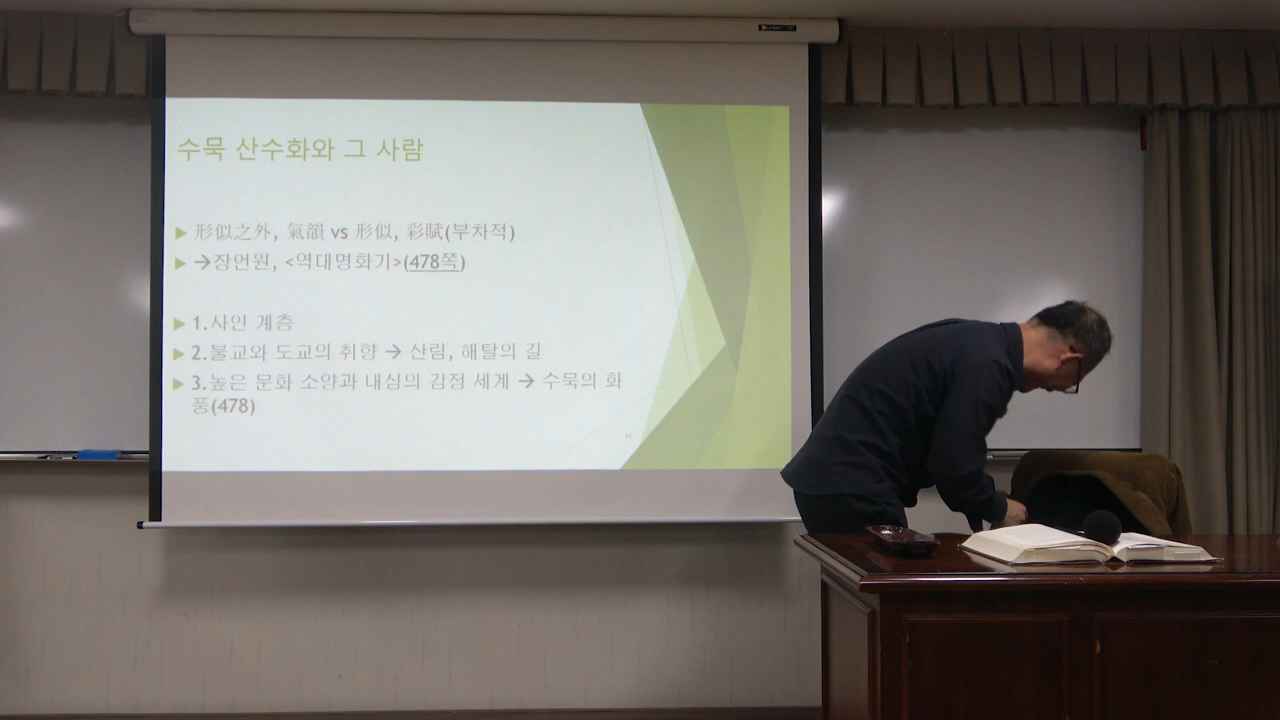 수묵 산수화와 그 사람
形似之外, 氣韻 vs 形似, 彩賦(부차적)
→장언원, <역대명화기>(478쪽)
1.사인 계층
2.불교와 도교의 취향 → 산림, 해탈의 길
3.높은 문화 소양과 내심의 감정 세계 → 수묵의 화
풍(478)